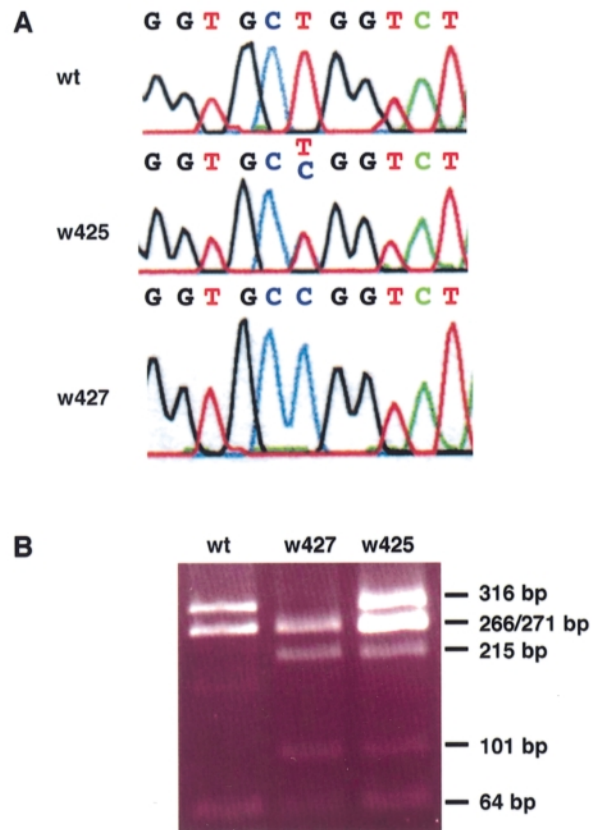 A
G G T G C T G G T C T
wt
T
G G T G C C G G T C T
w425
G G T G C C G G T C T
w427
B
wt w427 w425
316 bp
266/271 bp
215 bp
101 bp
64 bp